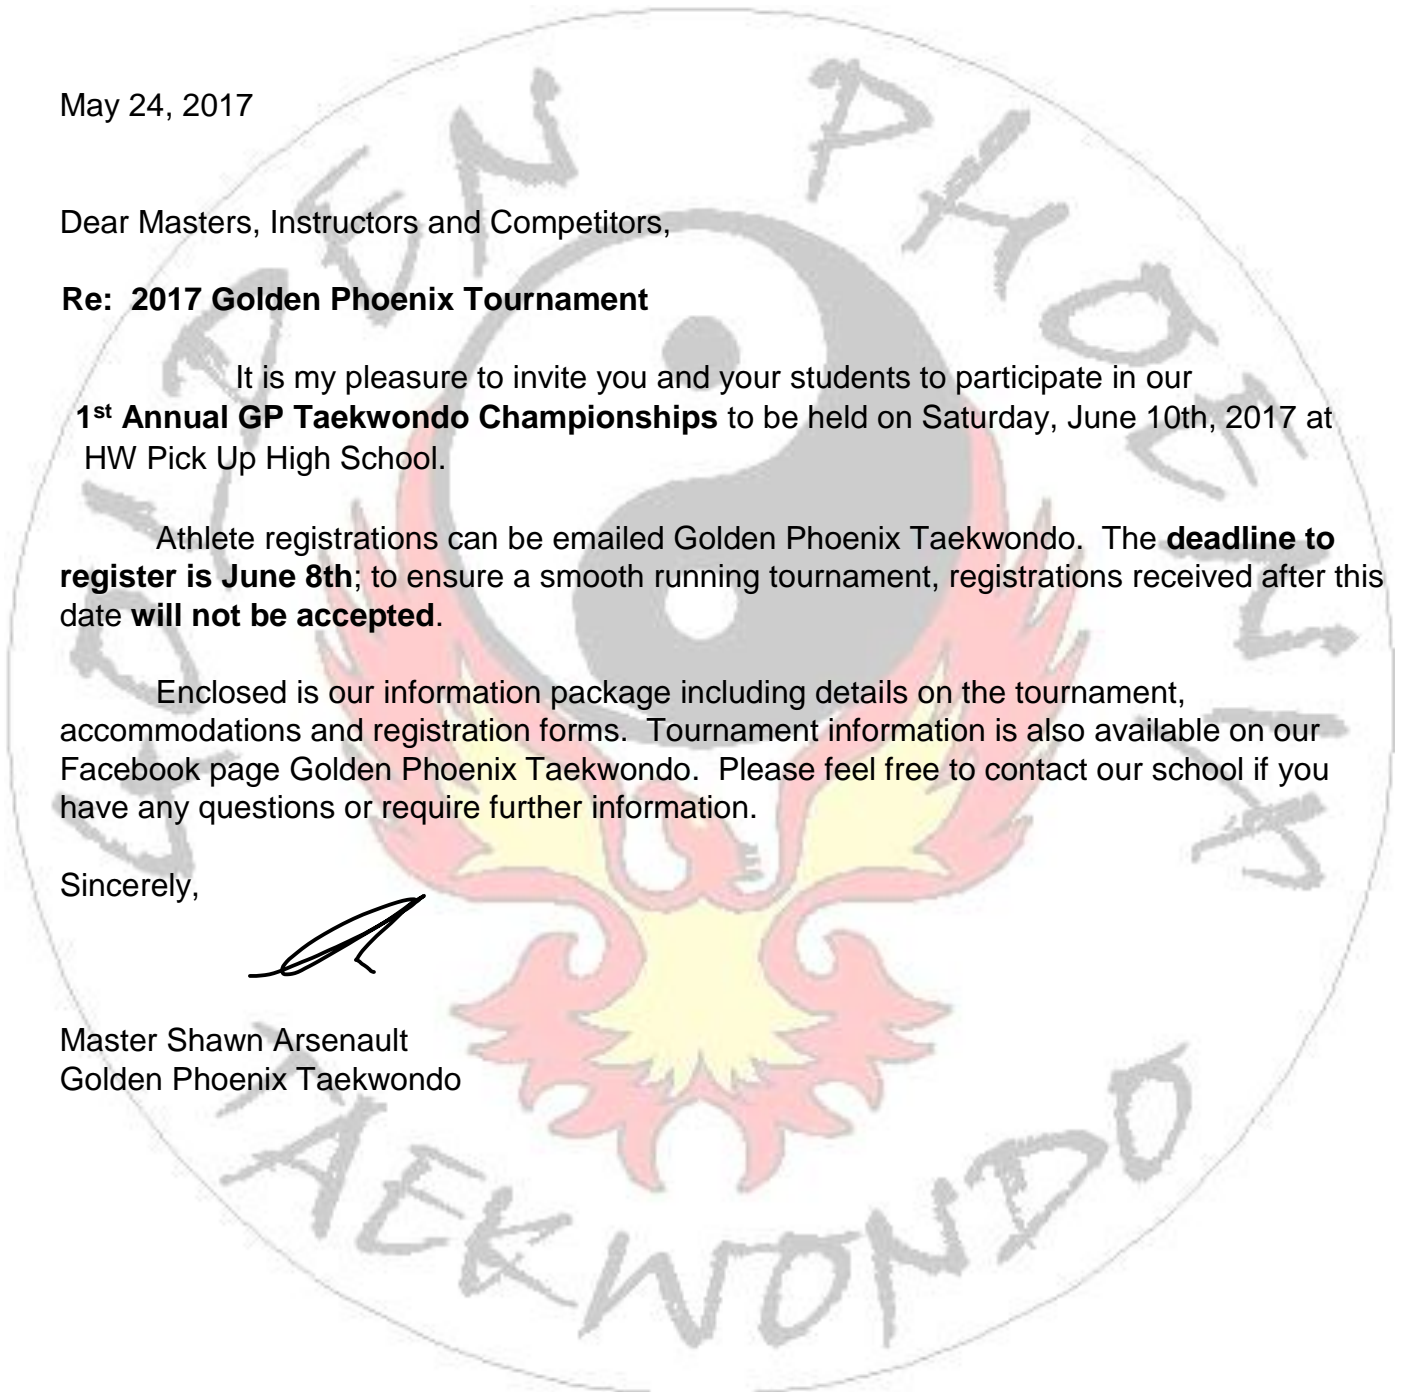 May 24, 2017
Dear Masters, Instructors and Competitors,
Re: 2017 Golden Phoenix Tournament
It is my pleasure to invite you and your students to participate in our
1st Annual GP Taekwondo Championships to be held on Saturday, June 10th, 2017 at
HW Pick Up High School.
Athlete registrations can be emailed Golden Phoenix Taekwondo. The deadline to
register is June 8th; to ensure a smooth running tournament, registrations received after this
date will not be accepted.
Enclosed is our information package including details on the tournament,
accommodations and registration forms. Tournament information is also available on our
Facebook page Golden Phoenix Taekwondo. Please feel free to contact our school if you
have any questions or require further information.
Sincerely,
Master Shawn Arsenault
Golden Phoenix Taekwondo
GOLDEN PHOENIX
TAEKWONDO